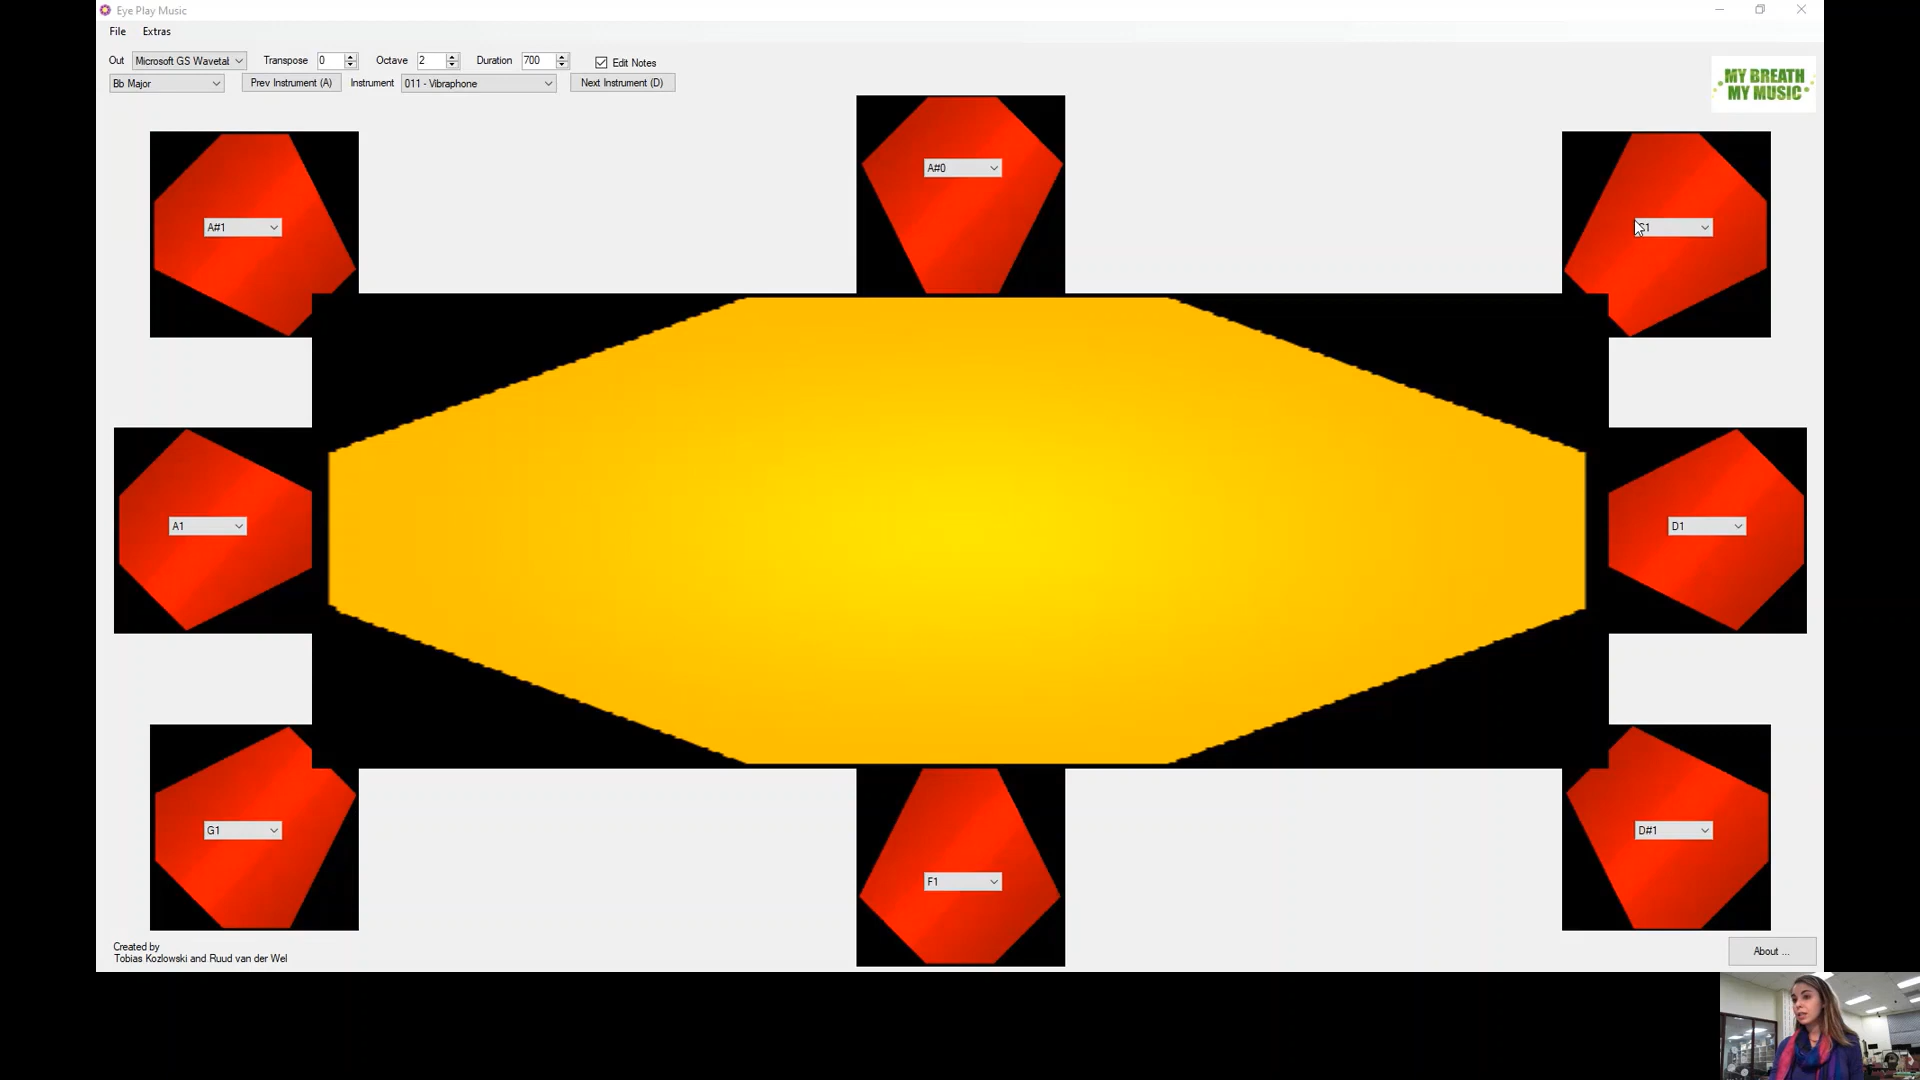 Eye Play Music
File Extras
Out Microsoft GS Wavetal Transpose 0 Octave 2 Duration 700 Edit Notes
Bb Major Prev Instrument (A) Instrument 011 - Vibraphone Next Instrument (D)
MY BREATH
MY MUSIC
A#0
A#1
A1
D1
G1
D#1
F1
Created by
Tobias Kozlowski and Ruud van der Wel
About ...